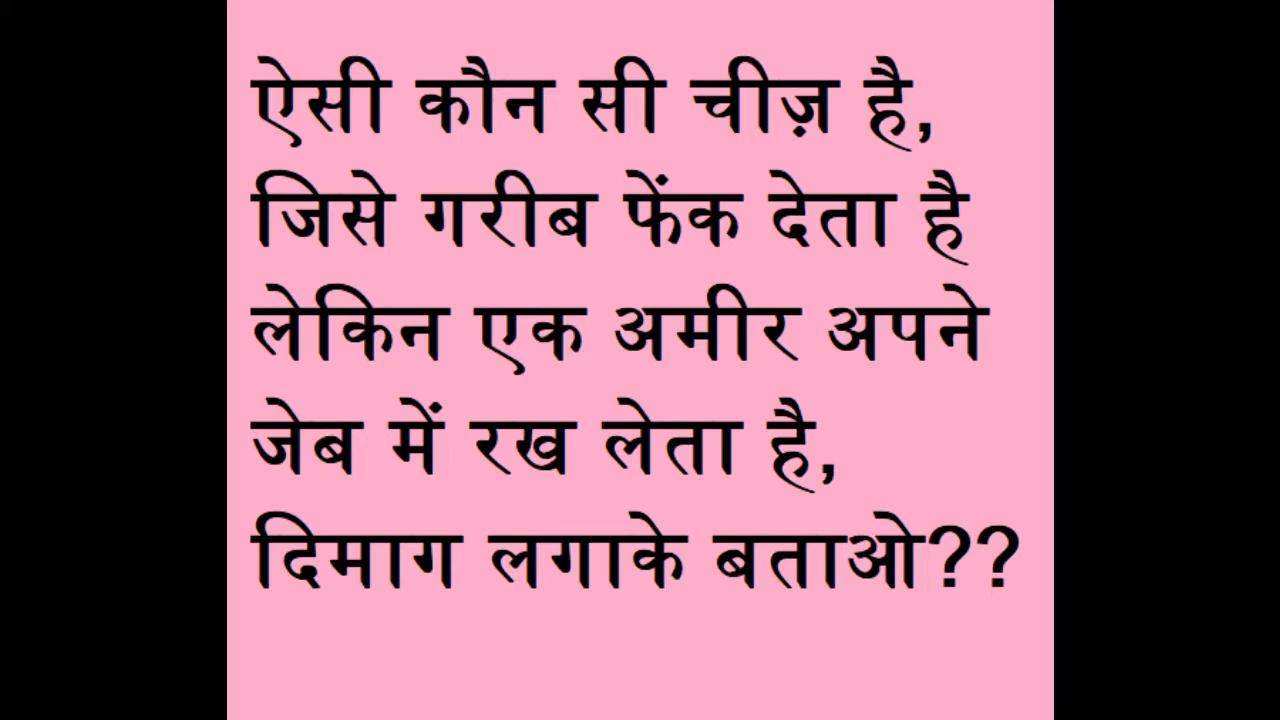 ऐसी कौन सी चीज़ है,
जिसे गरीब फेंक देता है
लेकिन एक अमीर अपने
जेब में रख लेता है,
दिमाग लगाके बताओ??